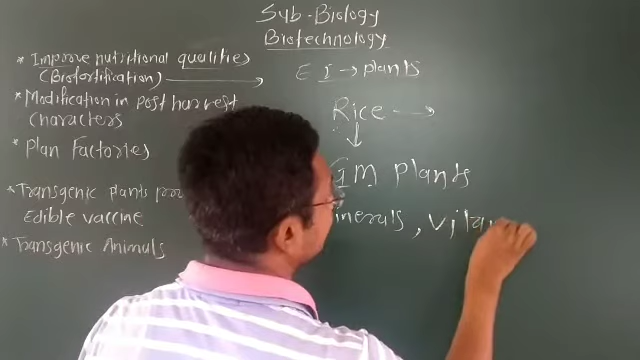 Sub-Biology
Biotechnology
* Improve nutritional qualities
(Biofortification)
* Modification in post harvest
characters
* Plan Factories
* Transgenic plants pro
Edible vaccine
* Transgenic Animals
E I → plants
Rice →
↓
GM plants
inerals, vita